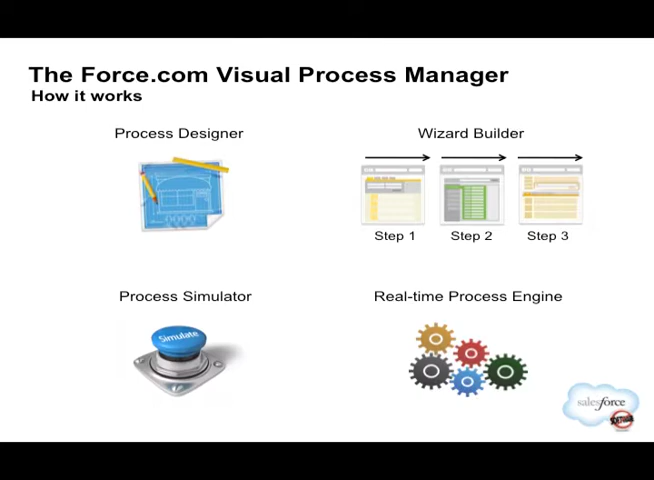 The Force.com Visual Process Manager
How it works
Process Designer
Wizard Builder
Step 1
Step 2
Step 3
Process Simulator
Real-time Process Engine
Simulate
salesforce